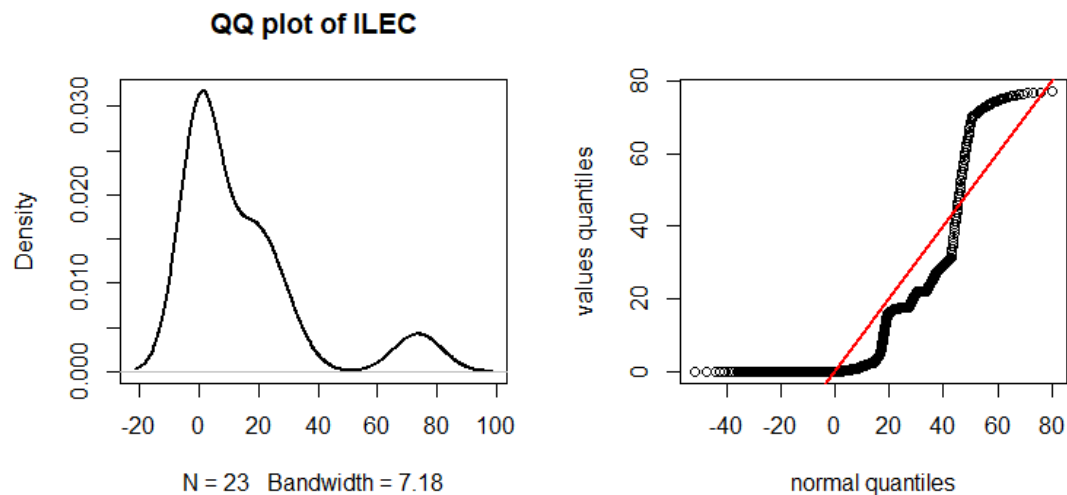 QQ plot of ILEC
Density
0.000
0.010
0.020
0.030
-20 0 20 40 60 80 100
N = 23 Bandwidth = 7.18
values quantiles
0
20
40
60
80
-40 -20 0 20 40 60 80
normal quantiles